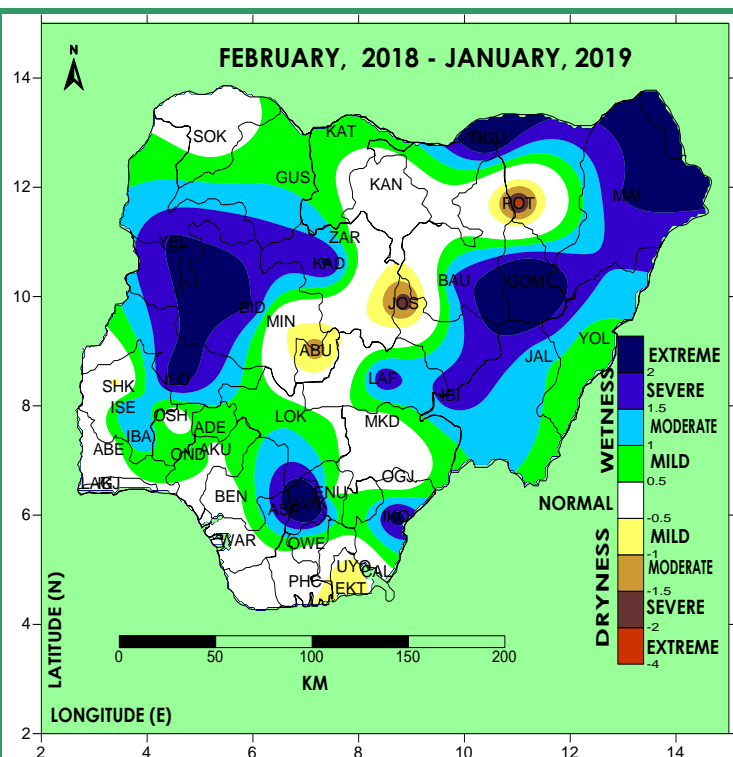 FEBRUARY, 2018 - JANUARY, 2019
N
14
12
10
8
6
4
2
SOK
KAT
NGU
GUS
KAN
MAI
POT
YEL
ZAR
KAD
BAU
GOM
BID
JOS
MIN
ABU
YOL
JAL
SHK
ILO
LAF
IBI
ISE
OSH
LOK
MKD
IBA
ADE
ABE
OND
AKU
LAG
IKJ
BEN
ENU
OGJ
ASA
AWK
IKO
WAR
OWE
UYO
CAL
PHC
EKT
WETNESS
EXTREME
2
SEVERE
1.5
MODERATE
1
MILD
0.5
NORMAL
-0.5
DRYNESS
MILD
-1
MODERATE
-1.5
SEVERE
-2
EXTREME
-4
0 50 100 150 200
KM
LATITUDE (N)
LONGITUDE (E)
2 4 6 8 10 12 14